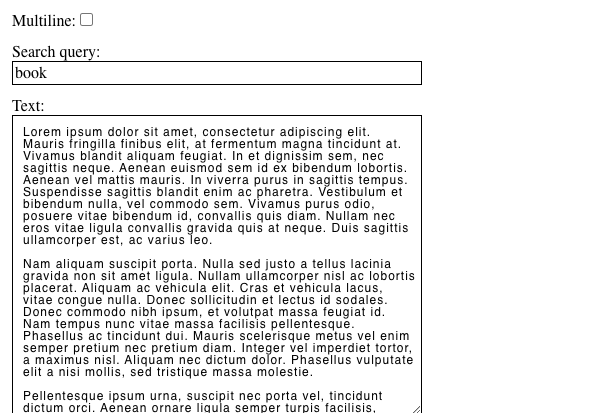 Multiline:
Search query:
book
Text:
Lorem ipsum dolor sit amet, consectetur adipiscing elit.
Mauris fringilla finibus elit, at fermentum magna tincidunt at.
Vivamus blandit aliquam feugiat. In et dignissim sem, nec
sagittis neque. Aenean euismod sem id ex bibendum lobortis.
Aenean vel mattis mauris. In viverra purus in sagittis tempus.
Suspendisse sagittis blandit enim ac pharetra. Vestibulum et
bibendum nulla, vel commodo sem. Vivamus purus odio,
posuere vitae bibendum id, convallis quis diam. Nullam nec
eros vitae ligula convallis gravida quis at neque. Duis sagittis
ullamcorper est, ac varius leo.
Nam aliquam suscipit porta. Nulla sed justo a tellus lacinia
gravida non sit amet ligula. Nullam ullamcorper nisl ac lobortis
placerat. Aliquam ac vehicula elit. Cras et vehicula lacus,
vitae congue nulla. Donec sollicitudin et lectus id sodales.
Donec commodo nibh ipsum, et volutpat massa feugiat id.
Nam tempus nunc vitae massa facilisis pellentesque.
Phasellus ac tincidunt dui. Mauris scelerisque metus vel enim
semper pretium nec pretium diam. Integer vel imperdiet tortor,
a maximus nisl. Aliquam nec dictum dolor. Phasellus vulputate
elit a nisi mollis, sed tristique massa molestie.
Pellentesque ipsum urna, suscipit nec porta vel, tincidunt
dictum orci. Aenean ornare ligula semper turpis facilisis,